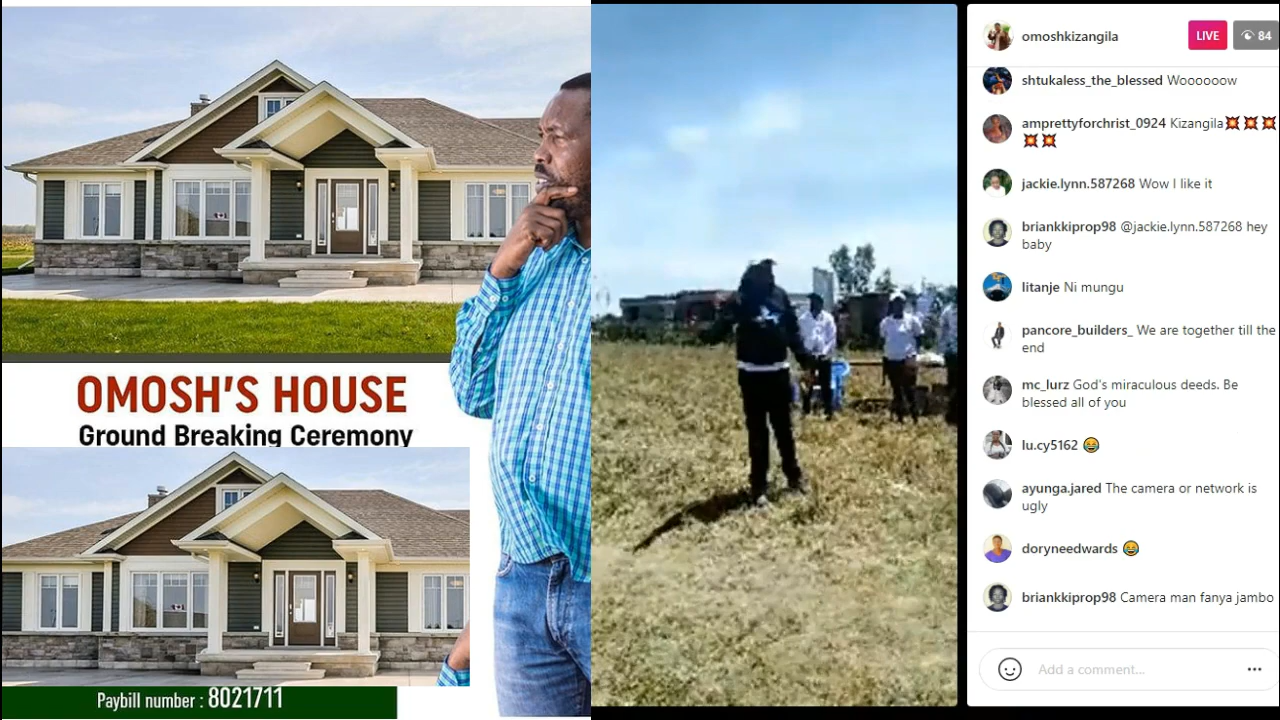 OMOSH'S HOUSE
Ground Breaking Ceremony
Paybill number : 8021711
omoshkizangila
LIVE
84
shtukaless_the_blessed Woooooow
amprettyforchrist_0924 Kizangila💥💥💥
💥💥
jackie.lynn.587268 Wow I like it
briankkiprop98 @jackie.lynn.587268 hey
baby
litanje Ni mungu
pancore_builders_ We are together till the
end
mc_lurz God's miraculous deeds. Be
blessed all of you
lu.cy5162 😂
ayunga.jared The camera or network is
ugly
doryneedwards 😂
briankkiprop98 Camera man fanya jambo
Add a comment...